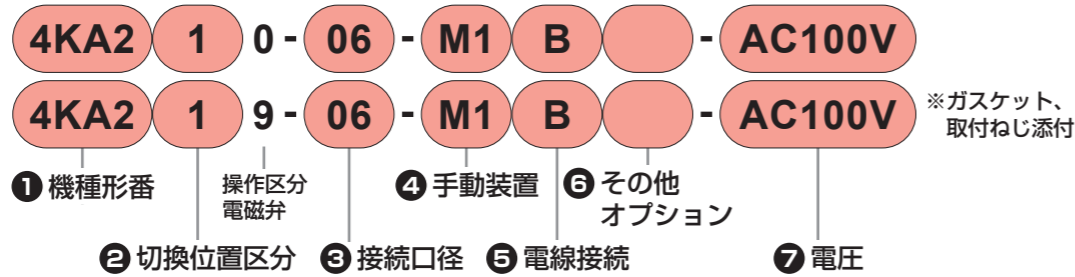 4KA2 1 0 - 06 - M1 B - AC100V
4KA2 1 9 - 06 - M1 B - AC100V
※ガスケット、
取付ねじ添付
❶ 機種形番
操作区分
電磁弁
❹ 手動装置
❻ その他
オプション
❷ 切換位置区分
❸ 接続口径
❺ 電線接続
❼ 電圧